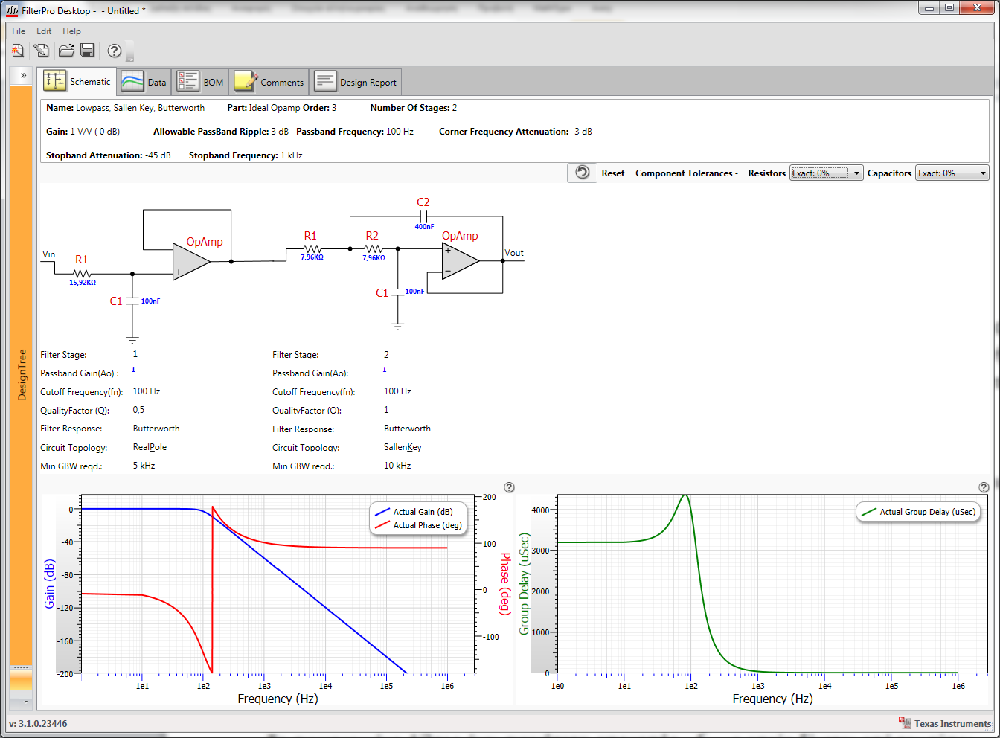 FilterPro Desktop - - Untitled *
File Edit Help
» Schematic Data BOM Comments Design Report
Name: Lowpass, Sallen Key, Butterworth Part: Ideal Opamp Order: 3 Number Of Stages: 2
Gain: 1 V/V ( 0 dB) Allowable PassBand Ripple: 3 dB Passband Frequency: 100 Hz Corner Frequency Attenuation: -3 dB
Stopband Attenuation: -45 dB Stopband Frequency: 1 kHz
Reset Component Tolerances - Resistors Exact: 0% Capacitors Exact: 0%
DesignTree
Vin
R1
15,92KΩ
C1
100nF
OpAmp
R1
7,96KΩ
R2
7,96KΩ
C2
400nF
C1
100nF
OpAmp
Vout
Filter Stage: 1
Passband Gain(Ao) : 1
Cutoff Frequency(fn): 100 Hz
QualityFactor (Q): 0,5
Filter Response: Butterworth
Circuit Topology: RealPole
Min GBW reqd.: 5 kHz
Filter Stage: 2
Passband Gain(Ao): 1
Cutoff Frequency(fn): 100 Hz
QualityFactor (Q): 1
Filter Response: Butterworth
Circuit Topology: SallenKey
Min GBW reqd.: 10 kHz
Gain (dB)
0
-40
-80
-120
-160
-200
Actual Gain (dB)
Actual Phase (deg)
200
100
0
-100
Phase (deg)
1e1 1e2 1e3 1e4 1e5 1e6
Frequency (Hz)
Group Delay (uSec)
4000
3000
2000
1000
0
Actual Group Delay (uSec)
1e0 1e1 1e2 1e3 1e4 1e5 1e6
Frequency (Hz)
v: 3.1.0.23446
Texas Instruments